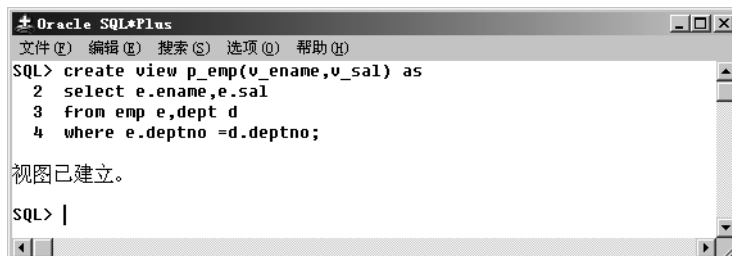 Oracle SQL*Plus
文件(F) 编辑(E) 搜索(S) 选项(O) 帮助(H)
SQL> create view p_emp(v_ename,v_sal) as
2 select e.ename,e.sal
3 from emp e,dept d
4 where e.deptno =d.deptno;
视图已建立。
SQL>